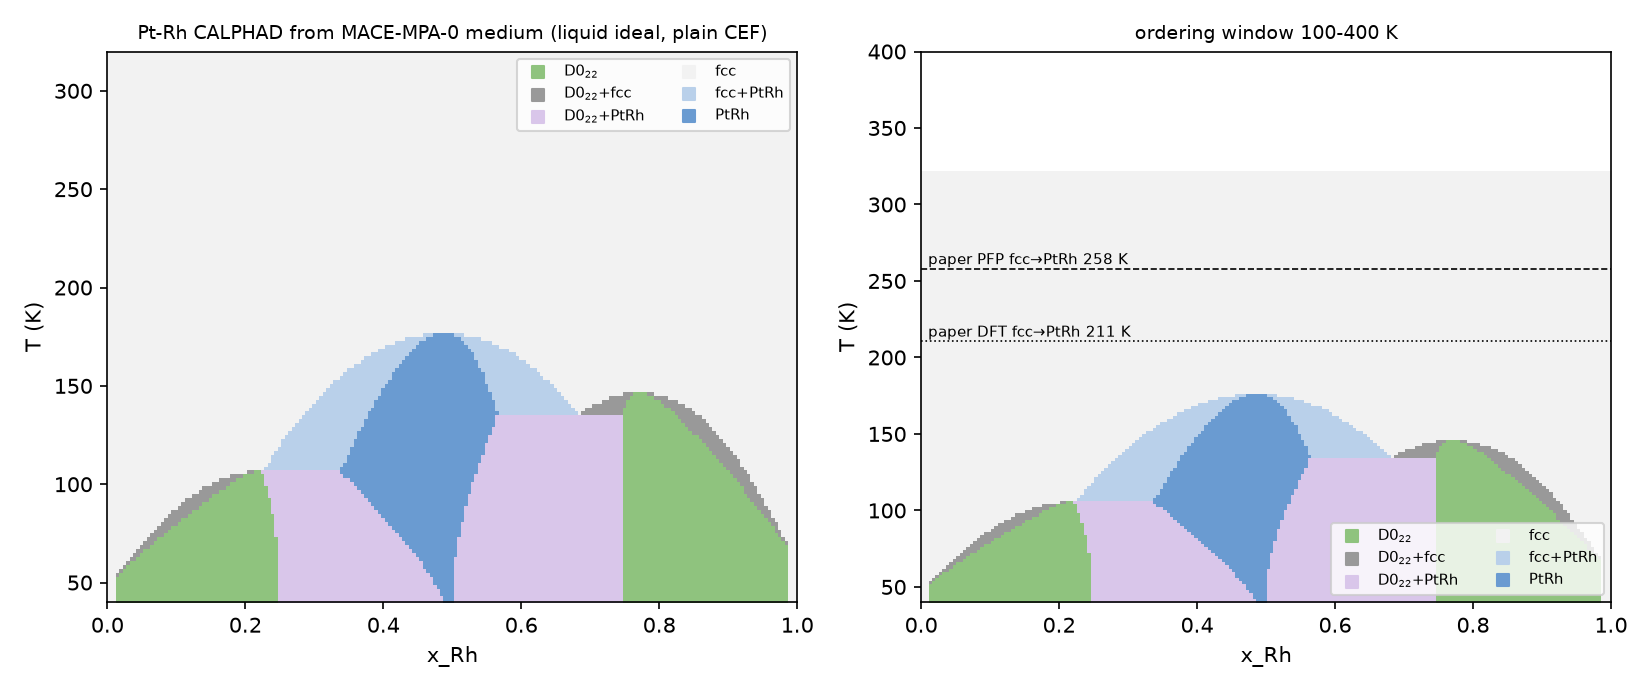 Pt-Rh CALPHAD from MACE-MPA-0 medium (liquid ideal, plain CEF)
D0₂₂
D0₂₂+fcc
D0₂₂+PtRh
fcc
fcc+PtRh
PtRh
300
250
200
150
100
50
T (K)
0.0 0.2 0.4 0.6 0.8 1.0
x_Rh
ordering window 100-400 K
400
350
300
250
200
150
100
50
T (K)
paper PFP fcc→PtRh 258 K
paper DFT fcc→PtRh 211 K
D0₂₂
D0₂₂+fcc
D0₂₂+PtRh
fcc
fcc+PtRh
PtRh
0.0 0.2 0.4 0.6 0.8 1.0
x_Rh